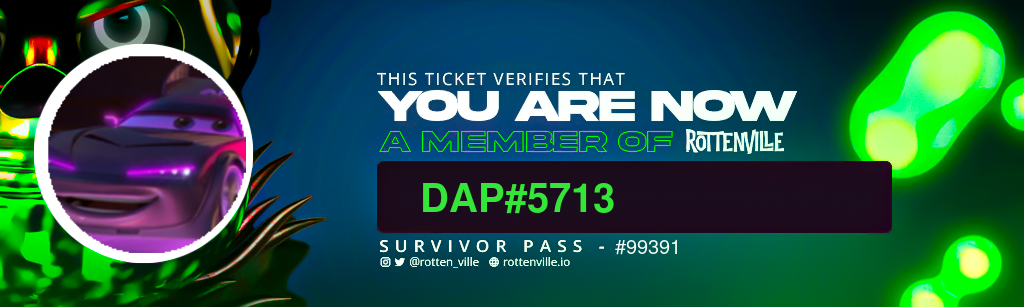 THIS TICKET VERIFIES THAT
YOU ARE NOW
A MEMBER OF ROTTENVILLE
DAP#5713
SURVIVOR PASS - #99391
@rotten_ville rottenville.io